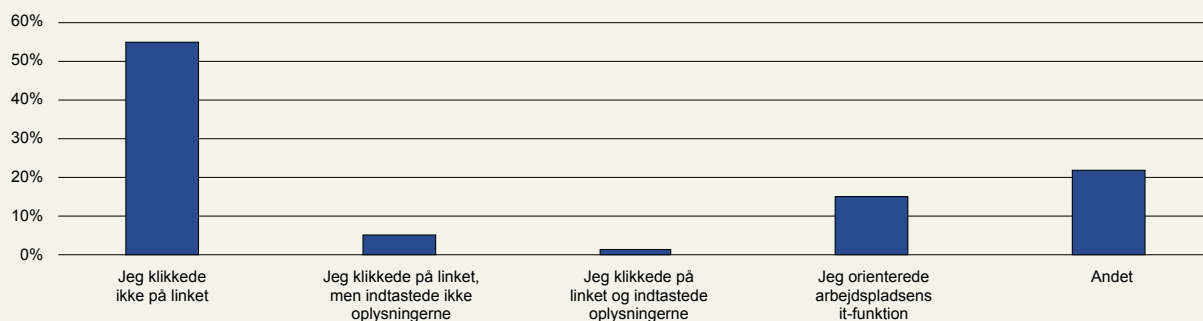 60%
50%
40%
30%
20%
10%
0%
Jeg klikkede
ikke på linket
Jeg klikkede på linket,
men indtastede ikke
oplysningerne
Jeg klikkede på
linket og indtastede
oplysningerne
Jeg orienterede
arbejdspladsens
it-funktion
Andet